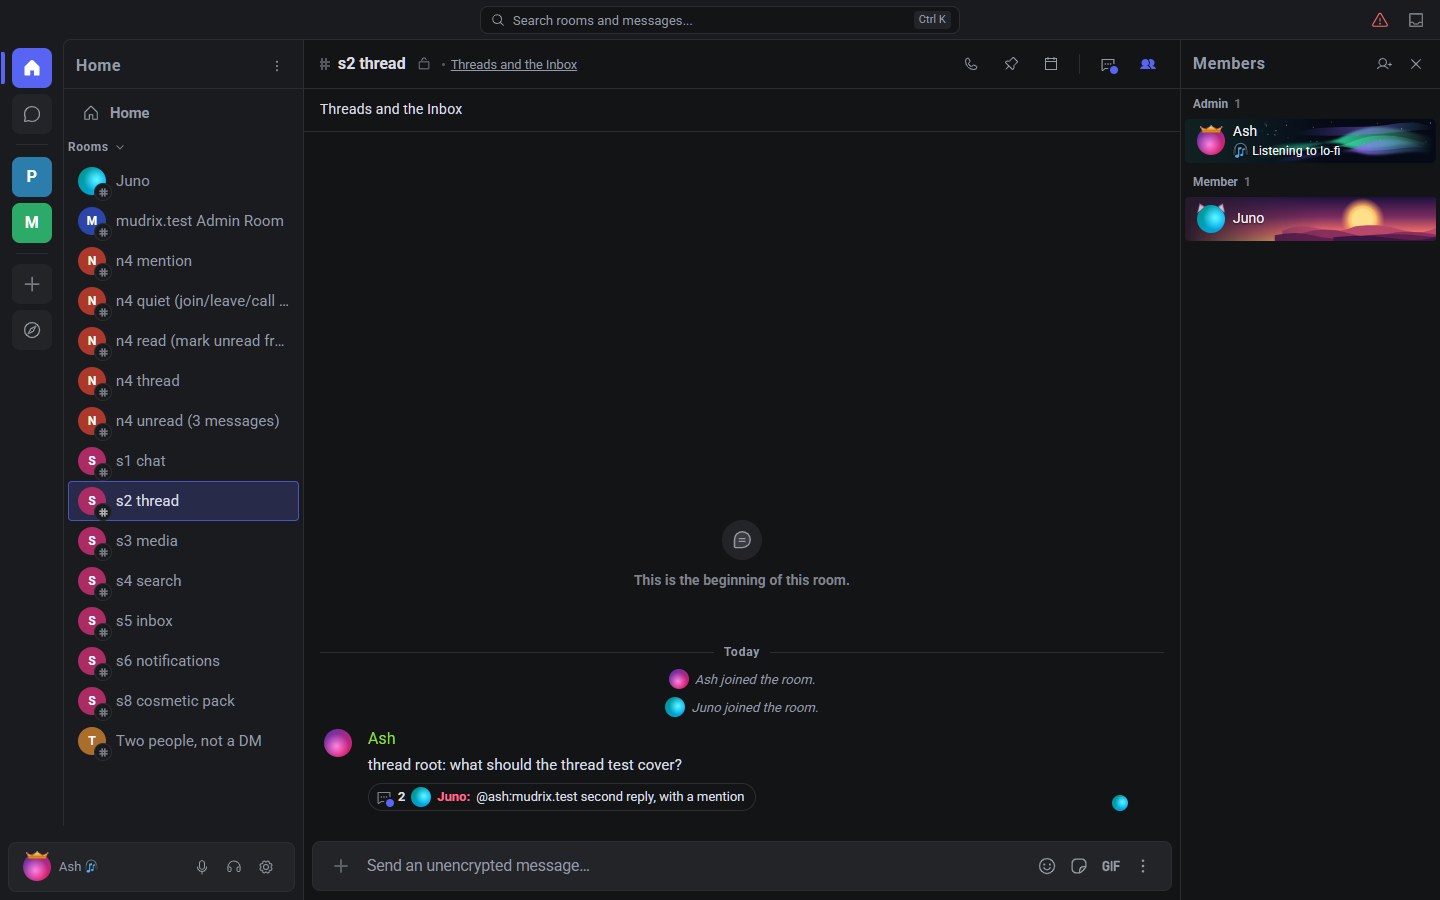 Search rooms and messages...
Ctrl K
Home
Home
P
M
Rooms
Juno
M
mudrix.test Admin Room
N
n4 mention
N
n4 quiet (join/leave/call ...
N
n4 read (mark unread fr...
N
n4 thread
N
n4 unread (3 messages)
S
s1 chat
S
s2 thread
S
s3 media
S
s4 search
S
s5 inbox
S
s6 notifications
S
s8 cosmetic pack
T
Two people, not a DM
Ash
# s2 thread • Threads and the Inbox
Threads and the Inbox
This is the beginning of this room.
Today
Ash joined the room.
Juno joined the room.
Ash
thread root: what should the thread test cover?
2 Juno: @ash:mudrix.test second reply, with a mention
Send an unencrypted message...
GIF
Members
Admin 1
Ash
Listening to lo-fi
Member 1
Juno